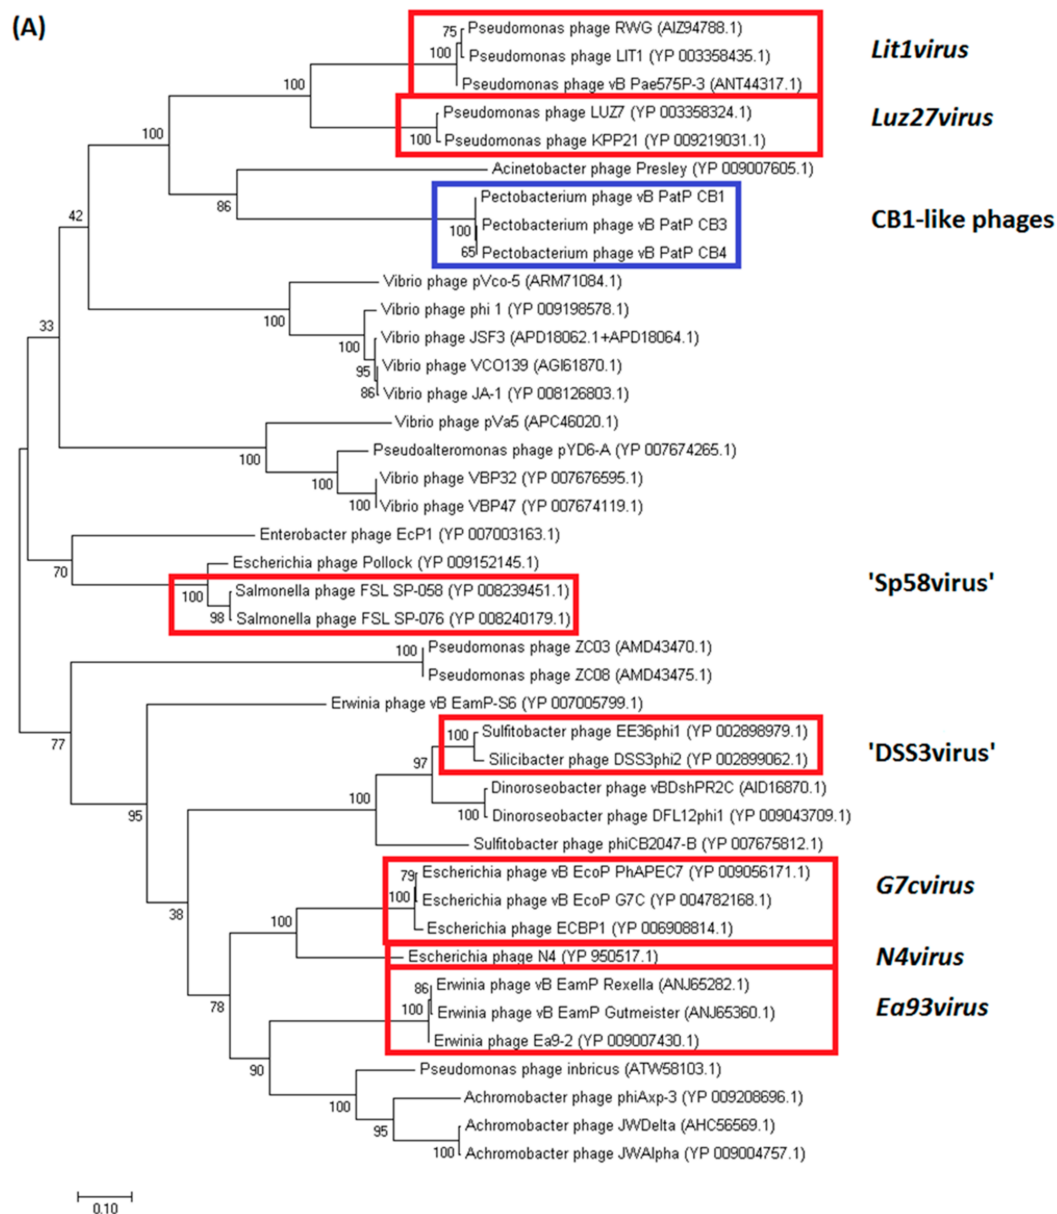 (A)
Pseudomonas phage RWG (AIZ94788.1)
75
Lit1virus
100
Pseudomonas phage LIT1 (YP 003358435.1)
100
Pseudomonas phage vB Pae575P-3 (ANT44317.1)
Pseudomonas phage LUZ7 (YP 003358324.1)
Luz27virus
100
100
Pseudomonas phage KPP21 (YP 009219031.1)
Acinetobacter phage Presley (YP 009007605.1)
86
Pectobacterium phage vB PatP CB1
42
CB1-like phages
100
Pectobacterium phage vB PatP CB3
65
Pectobacterium phage vB PatP CB4
Vibrio phage pVco-5 (ARM71084.1)
100
Vibrio phage phi 1 (YP 009198578.1)
33
100
Vibrio phage JSF3 (APD18062.1+APD18064.1)
95
Vibrio phage VCO139 (AGI61870.1)
86
Vibrio phage JA-1 (YP 008126803.1)
Vibrio phage pVa5 (APC46020.1)
100
Pseudoalteromonas phage pYD6-A (YP 007674265.1)
100
Vibrio phage VBP32 (YP 007676595.1)
100
Vibrio phage VBP47 (YP 007674119.1)
Enterobacter phage EcP1 (YP 007003163.1)
70
Escherichia phage Pollock (YP 009152145.1)
'Sp58virus'
100
Salmonella phage FSL SP-058 (YP 008239451.1)
98
Salmonella phage FSL SP-076 (YP 008240179.1)
100
Pseudomonas phage ZC03 (AMD43470.1)
Pseudomonas phage ZC08 (AMD43475.1)
77
Erwinia phage vB EamP-S6 (YP 007005799.1)
100
Sulfitobacter phage EE36phi1 (YP 002898979.1)
'DSS3virus'
97
Silicibacter phage DSS3phi2 (YP 002899062.1)
Dinoroseobacter phage vBDshPR2C (AID16870.1)
95
100
100
Dinoroseobacter phage DFL12phi1 (YP 009043709.1)
Sulfitobacter phage phiCB2047-B (YP 007675812.1)
79
Escherichia phage vB EcoP PhAPEC7 (YP 009056171.1)
G7cvirus
100
Escherichia phage vB EcoP G7C (YP 004782168.1)
38
100
Escherichia phage ECBP1 (YP 006908814.1)
Escherichia phage N4 (YP 950517.1)
N4virus
86
Erwinia phage vB EamP Rexella (ANJ65282.1)
78
100
Erwinia phage vB EamP Gutmeister (ANJ65360.1)
Ea93virus
Erwinia phage Ea9-2 (YP 009007430.1)
90
Pseudomonas phage inbricus (ATW58103.1)
100
Achromobacter phage phiAxp-3 (YP 009208696.1)
95
Achromobacter phage JWDelta (AHC56569.1)
100
Achromobacter phage JWAlpha (YP 009004757.1)
0.10